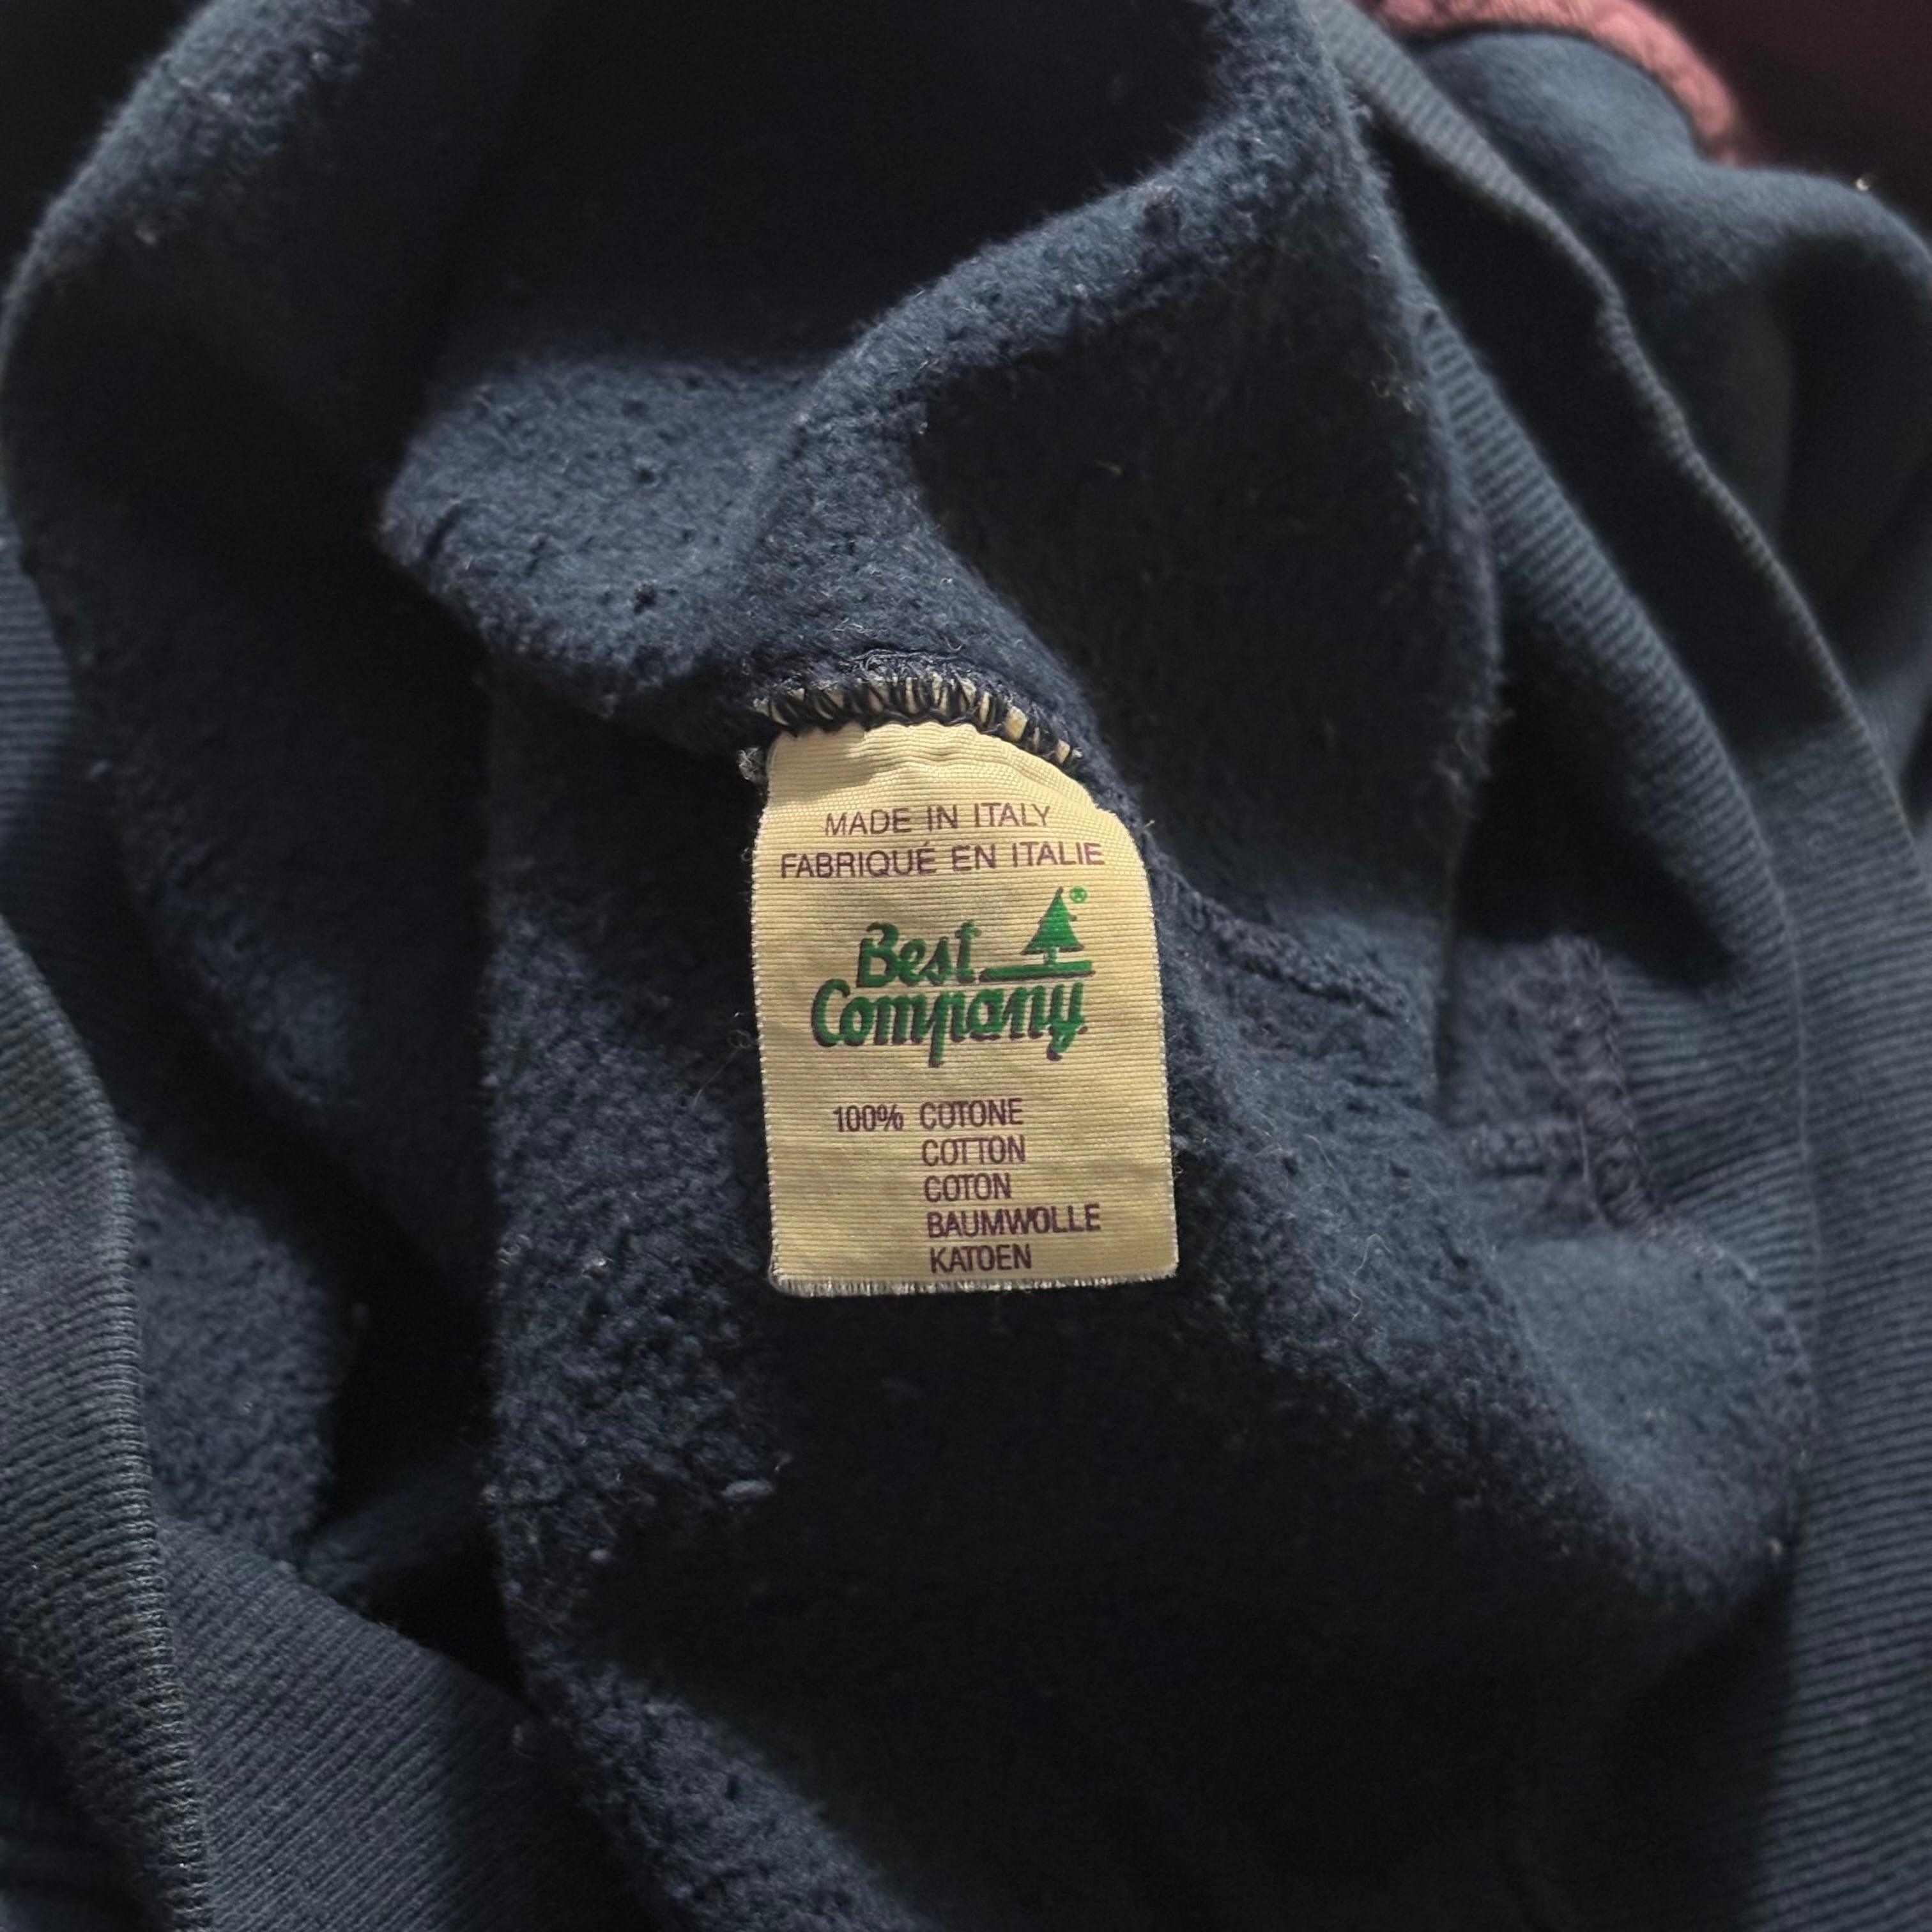 MADE IN ITALY
FABRIQUÉ EN ITALIE
Best
Company
100% COTONE
COTTON
COTON
BAUMWOLLE
KATOEN